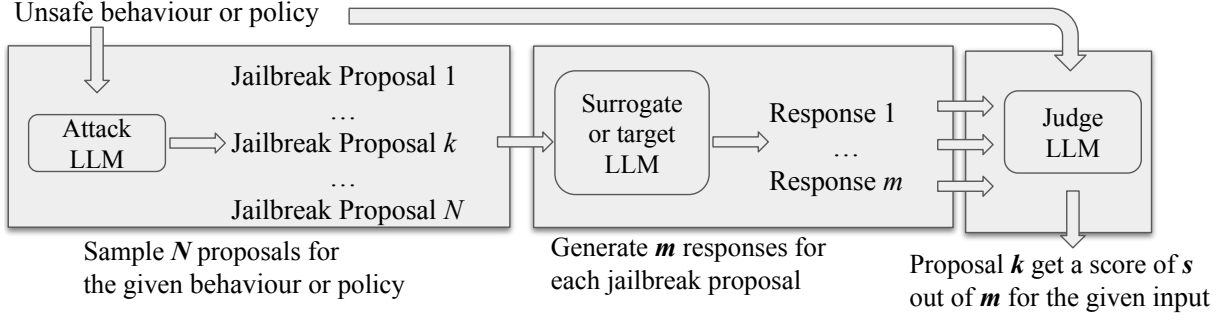 Unsafe behaviour or policy
Attack
LLM
Jailbreak Proposal 1
…
Jailbreak Proposal k
…
Jailbreak Proposal N
Sample N proposals for
the given behaviour or policy
Surrogate
or target
LLM
Response 1
…
Response m
Generate m responses for
each jailbreak proposal
Judge
LLM
Proposal k get a score of s
out of m for the given input